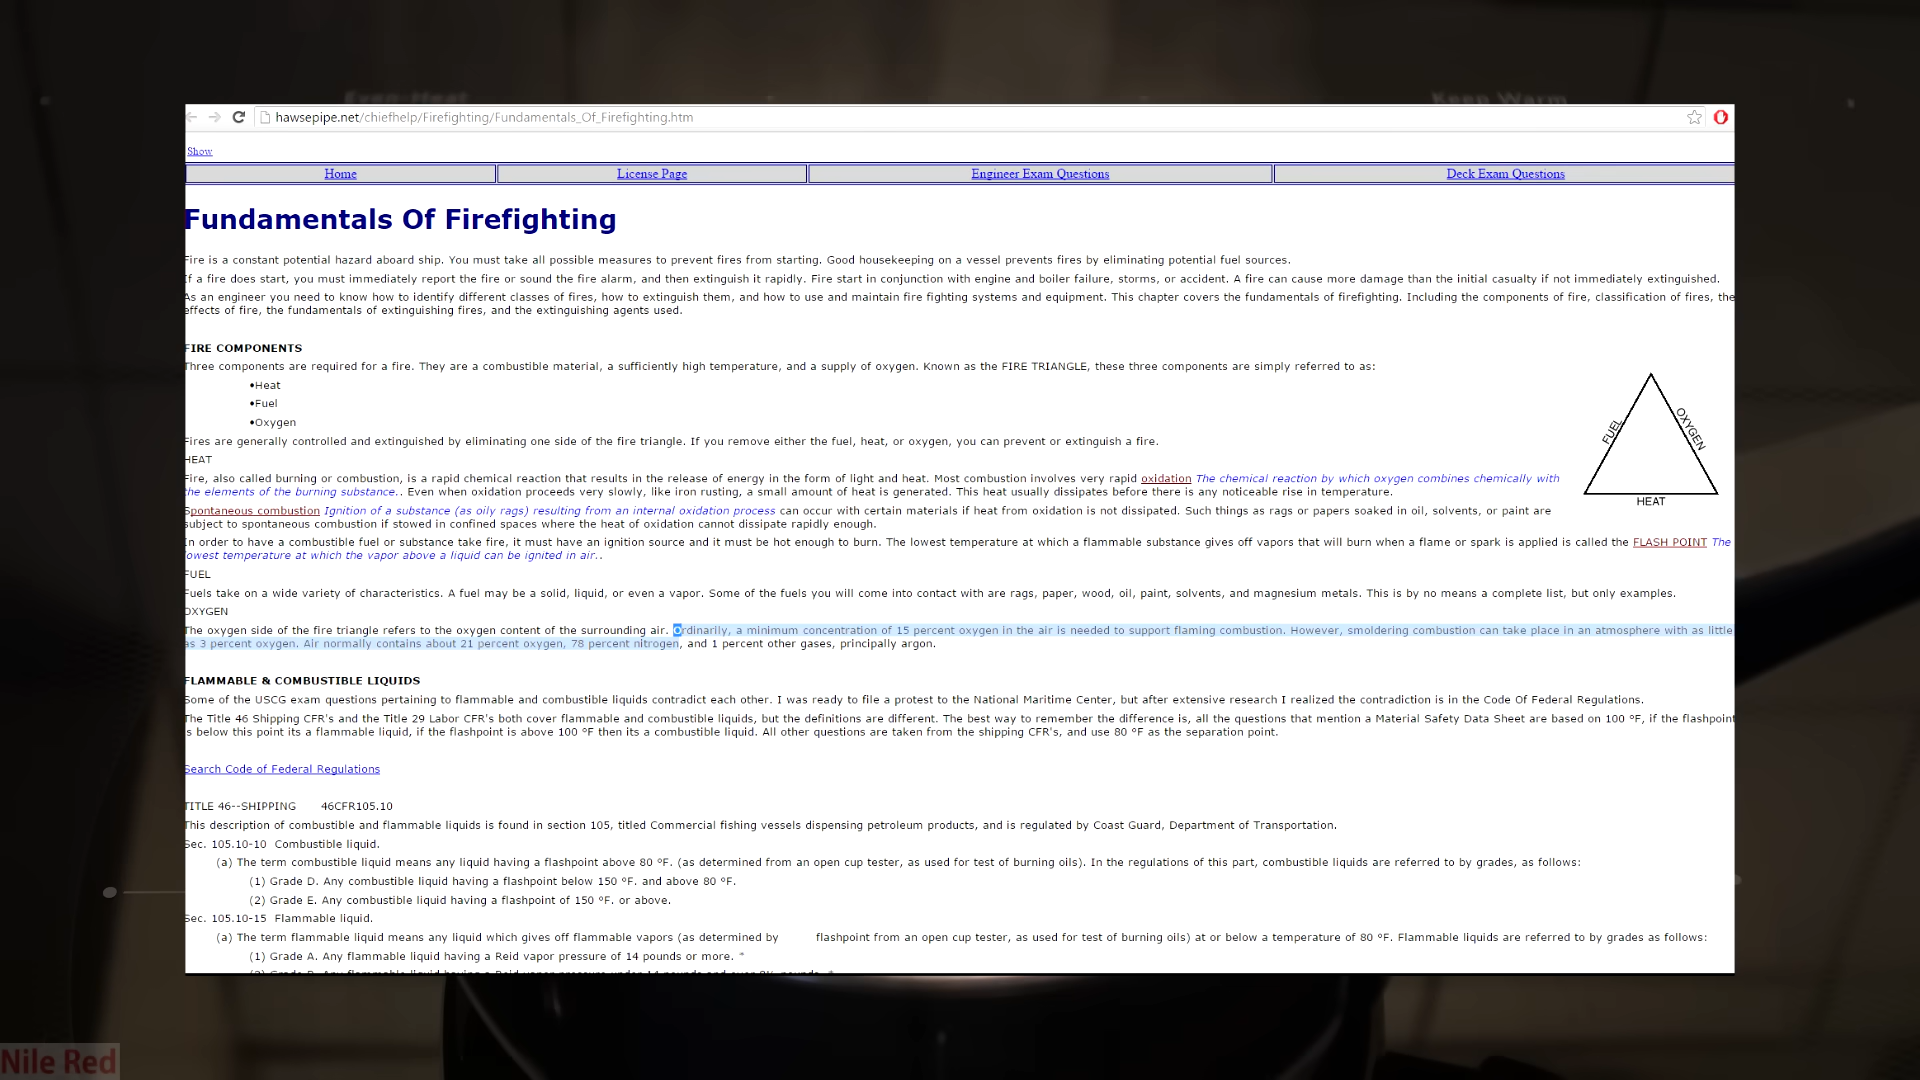 Even-Heat
Keep Warm
hawsepipe.net/chiefhelp/Firefighting/Fundamentals_Of_Firefighting.htm
Show
Home License Page Engineer Exam Questions Deck Exam Questions
Fundamentals Of Firefighting
Fire is a constant potential hazard aboard ship. You must take all possible measures to prevent fires from starting. Good housekeeping on a vessel prevents fires by eliminating potential fuel sources.
If a fire does start, you must immediately report the fire or sound the fire alarm, and then extinguish it rapidly. Fire start in conjunction with engine and boiler failure, storms, or accident. A fire can cause more damage than the initial casualty if not immediately extinguished.
As an engineer you need to know how to identify different classes of fires, how to extinguish them, and how to use and maintain fire fighting systems and equipment. This chapter covers the fundamentals of firefighting. Including the components of fire, classification of fires, the
effects of fire, the fundamentals of extinguishing fires, and the extinguishing agents used.
FIRE COMPONENTS
Three components are required for a fire. They are a combustible material, a sufficiently high temperature, and a supply of oxygen. Known as the FIRE TRIANGLE, these three components are simply referred to as:
•Heat
•Fuel
•Oxygen
FUEL
OXYGEN
HEAT
Fires are generally controlled and extinguished by eliminating one side of the fire triangle. If you remove either the fuel, heat, or oxygen, you can prevent or extinguish a fire.
HEAT
Fire, also called burning or combustion, is a rapid chemical reaction that results in the release of energy in the form of light and heat. Most combustion involves very rapid oxidation The chemical reaction by which oxygen combines chemically with
the elements of the burning substance.. Even when oxidation proceeds very slowly, like iron rusting, a small amount of heat is generated. This heat usually dissipates before there is any noticeable rise in temperature.
Spontaneous combustion Ignition of a substance (as oily rags) resulting from an internal oxidation process can occur with certain materials if heat from oxidation is not dissipated. Such things as rags or papers soaked in oil, solvents, or paint are
subject to spontaneous combustion if stowed in confined spaces where the heat of oxidation cannot dissipate rapidly enough.
In order to have a combustible fuel or substance take fire, it must have an ignition source and it must be hot enough to burn. The lowest temperature at which a flammable substance gives off vapors that will burn when a flame or spark is applied is called the FLASH POINT The
lowest temperature at which the vapor above a liquid can be ignited in air..
FUEL
Fuels take on a wide variety of characteristics. A fuel may be a solid, liquid, or even a vapor. Some of the fuels you will come into contact with are rags, paper, wood, oil, paint, solvents, and magnesium metals. This is by no means a complete list, but only examples.
OXYGEN
The oxygen side of the fire triangle refers to the oxygen content of the surrounding air. Ordinarily, a minimum concentration of 15 percent oxygen in the air is needed to support flaming combustion. However, smoldering combustion can take place in an atmosphere with as little
as 3 percent oxygen. Air normally contains about 21 percent oxygen, 78 percent nitrogen, and 1 percent other gases, principally argon.
FLAMMABLE & COMBUSTIBLE LIQUIDS
Some of the USCG exam questions pertaining to flammable and combustible liquids contradict each other. I was ready to file a protest to the National Maritime Center, but after extensive research I realized the contradiction is in the Code Of Federal Regulations.
The Title 46 Shipping CFR's and the Title 29 Labor CFR's both cover flammable and combustible liquids, but the definitions are different. The best way to remember the difference is, all the questions that mention a Material Safety Data Sheet are based on 100 ºF, if the flashpoint
is below this point its a flammable liquid, if the flashpoint is above 100 ºF then its a combustible liquid. All other questions are taken from the shipping CFR's, and use 80 ºF as the separation point.
Search Code of Federal Regulations
TITLE 46--SHIPPING 46CFR105.10
This description of combustible and flammable liquids is found in section 105, titled Commercial fishing vessels dispensing petroleum products, and is regulated by Coast Guard, Department of Transportation.
Sec. 105.10-10 Combustible liquid.
(a) The term combustible liquid means any liquid having a flashpoint above 80 ºF. (as determined from an open cup tester, as used for test of burning oils). In the regulations of this part, combustible liquids are referred to by grades, as follows:
(1) Grade D. Any combustible liquid having a flashpoint below 150 ºF. and above 80 ºF.
(2) Grade E. Any combustible liquid having a flashpoint of 150 ºF. or above.
Sec. 105.10-15 Flammable liquid.
(a) The term flammable liquid means any liquid which gives off flammable vapors (as determined by flashpoint from an open cup tester, as used for test of burning oils) at or below a temperature of 80 ºF. Flammable liquids are referred to by grades as follows:
(1) Grade A. Any flammable liquid having a Reid vapor pressure of 14 pounds or more. *
Nile Red